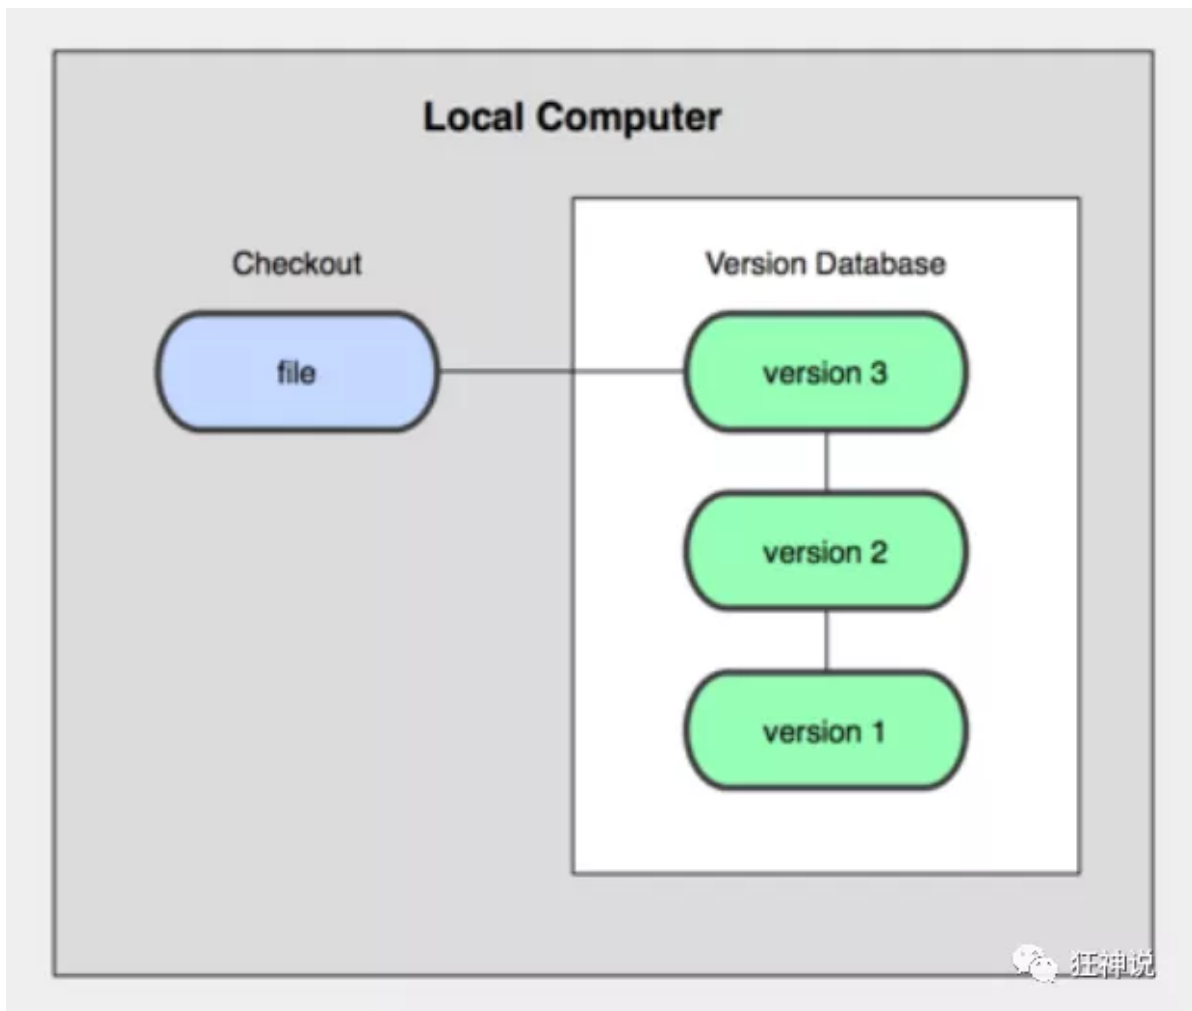 Local Computer
Checkout
Version Database
file
version 3
version 2
version 1
狂神说